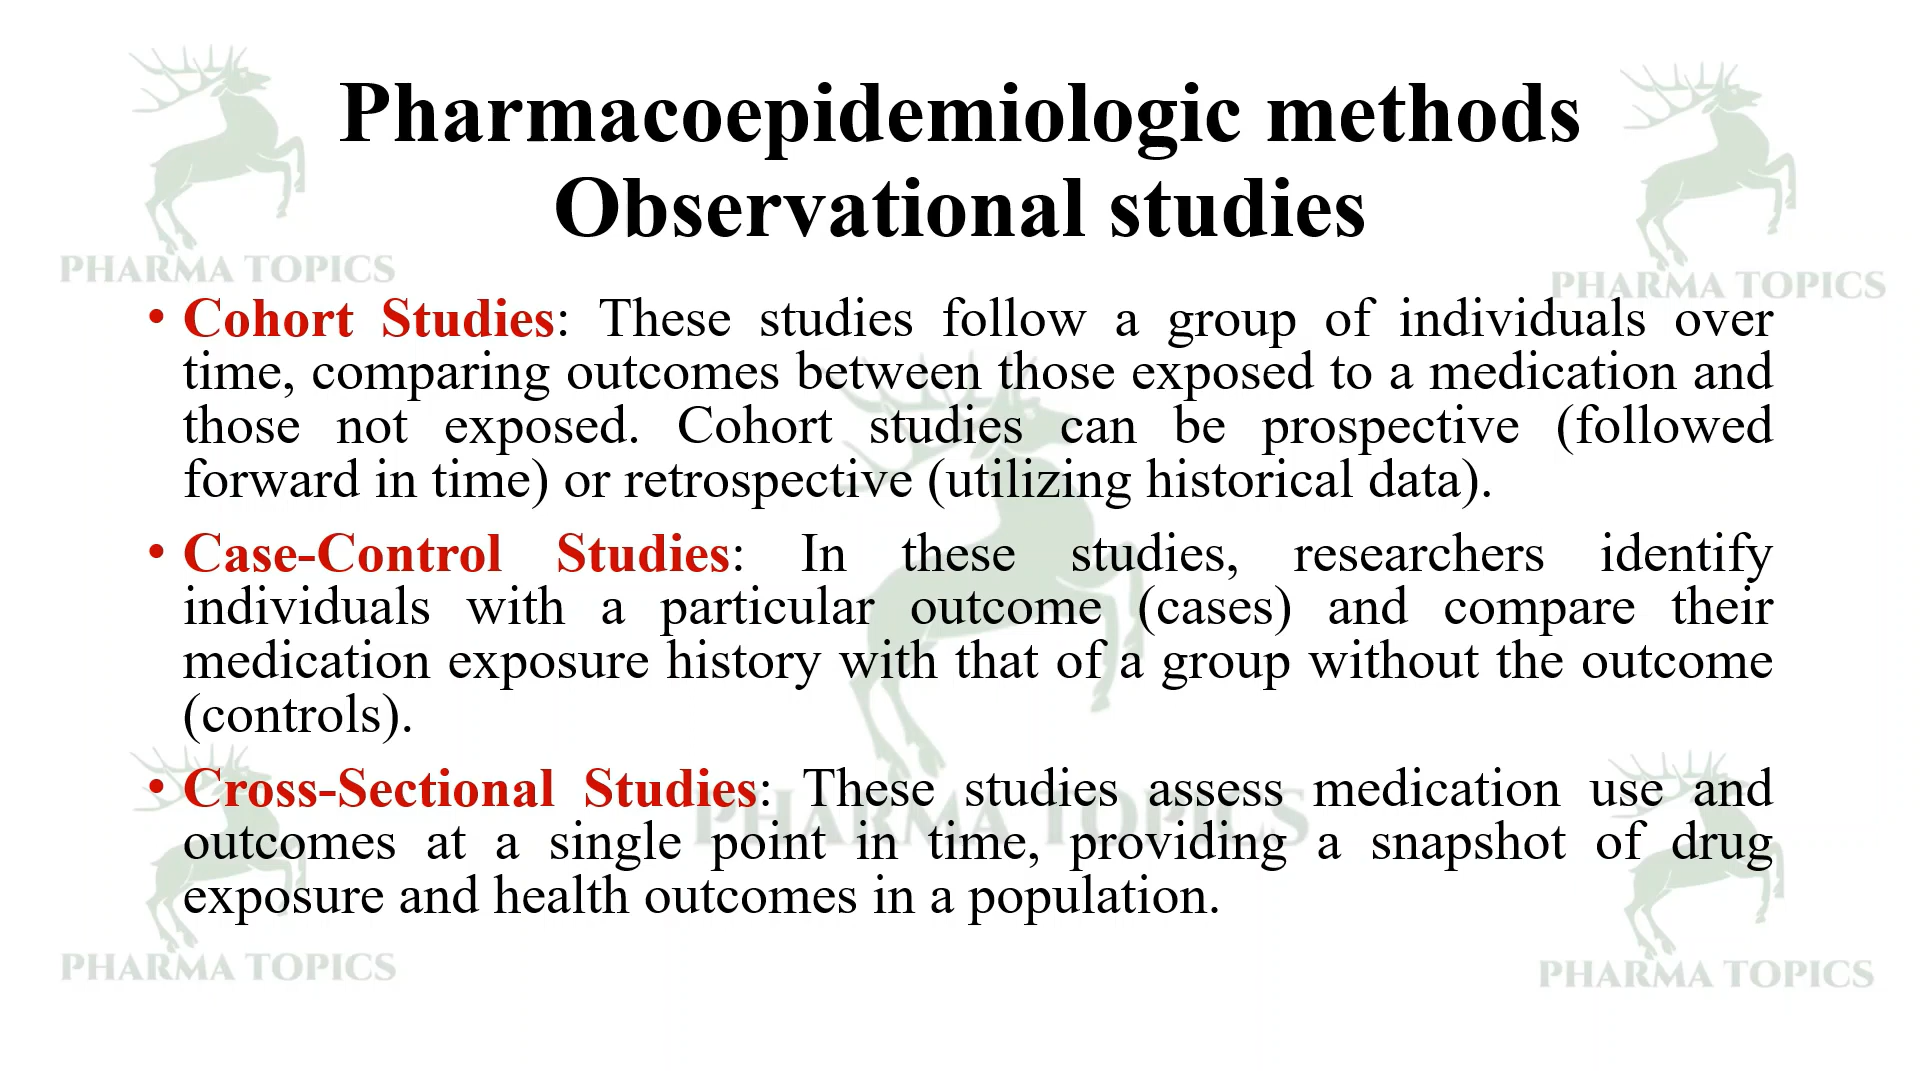 Pharmacoepidemiologic methods
Observational studies
PHARMA TOPICS
PHARMA TOPICS
• Cohort Studies: These studies follow a group of individuals over
time, comparing outcomes between those exposed to a medication and
those not exposed. Cohort studies can be prospective (followed
forward in time) or retrospective (utilizing historical data).
• Case-Control Studies: In these studies, researchers identify
individuals with a particular outcome (cases) and compare their
medication exposure history with that of a group without the outcome
(controls).
• Cross-Sectional Studies: These studies assess medication use and
PHARMA TOPICS
outcomes at a single point in time, providing a snapshot of drug
exposure and health outcomes in a population.
PHARMA TOPICS
PHARMA TOPICS